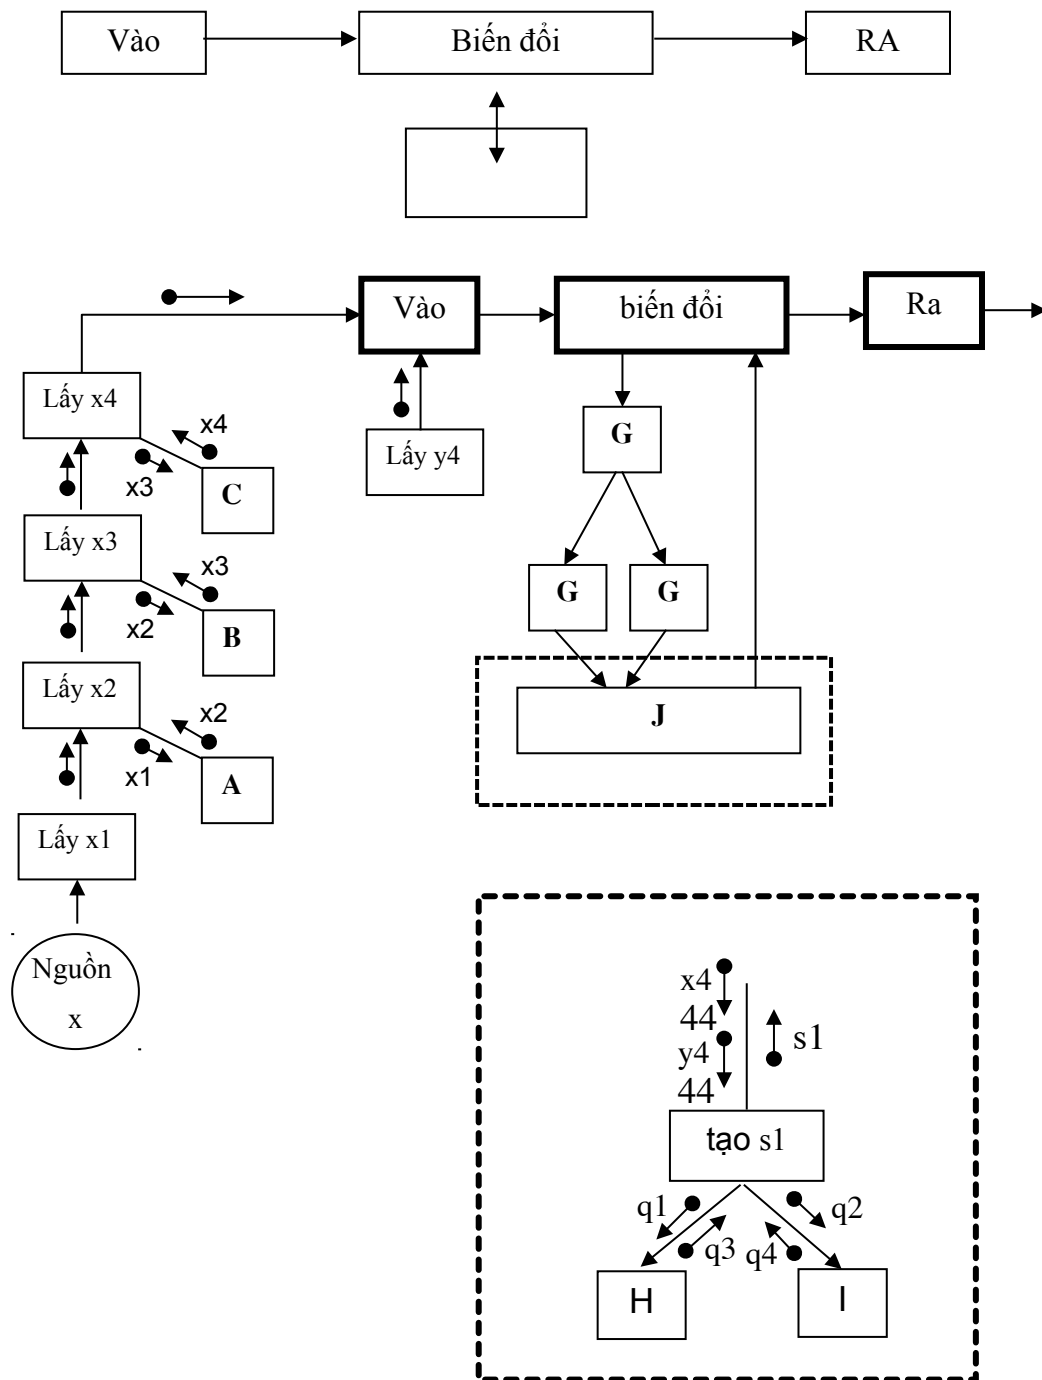 Vào
Biến đổi
RA
Vào
biến đổi
Ra
Lấy x4
x4
x3
C
Lấy y4
G
Lấy x3
x3
x2
B
G
G
Lấy x2
x2
x1
A
J
Lấy x1
Nguồn
x
x4
44
s1
y4
44
tạo s1
q1
q2
q3
q4
H
I